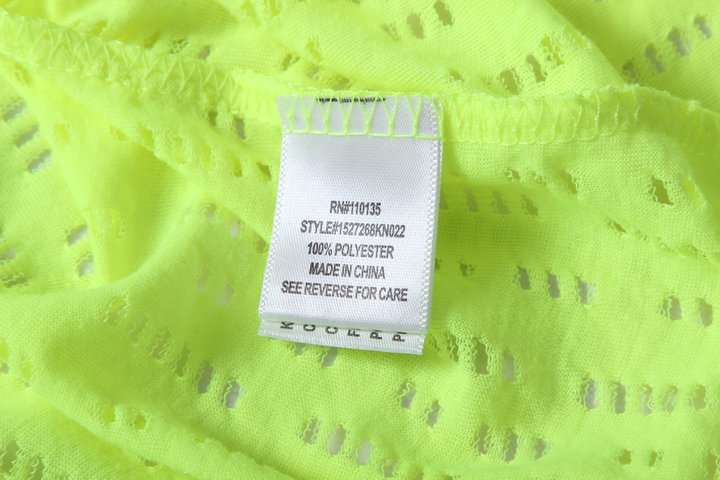 RN#110135
STYLE#1527268KN022
100% POLYESTER
MADE IN CHINA
SEE REVERSE FOR CARE